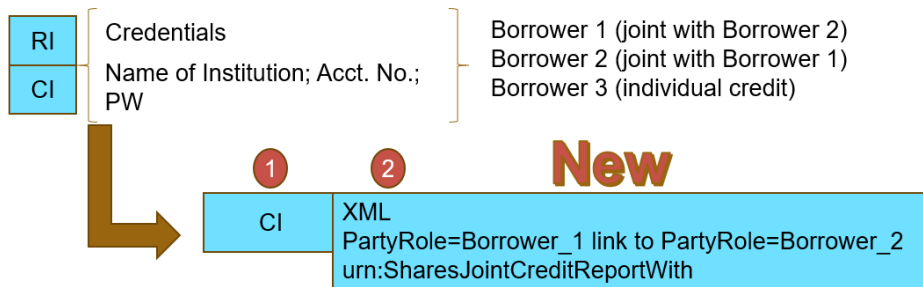 RI
CI
Credentials
Name of Institution; Acct. No.;
PW
Borrower 1 (joint with Borrower 2)
Borrower 2 (joint with Borrower 1)
Borrower 3 (individual credit)
New
1
2
CI
XML
PartyRole=Borrower_1 link to PartyRole=Borrower_2
urn:SharesJointCreditReportWith